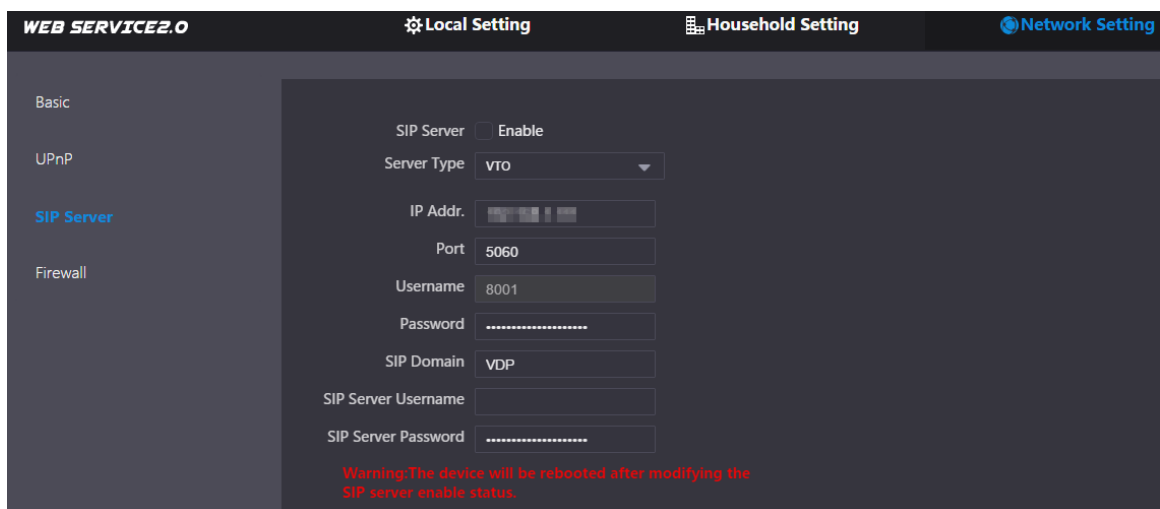 WEB SERVICE2.0
Local Setting
Household Setting
Network Setting
Basic
UPnP
SIP Server
Firewall
SIP Server Enable
Server Type VTO
IP Addr.
Port 5060
Username 8001
Password ••••••••••••••••••••
SIP Domain VDP
SIP Server Username
SIP Server Password ••••••••••••••••••••
Warning:The device will be rebooted after modifying the
SIP server enable status.